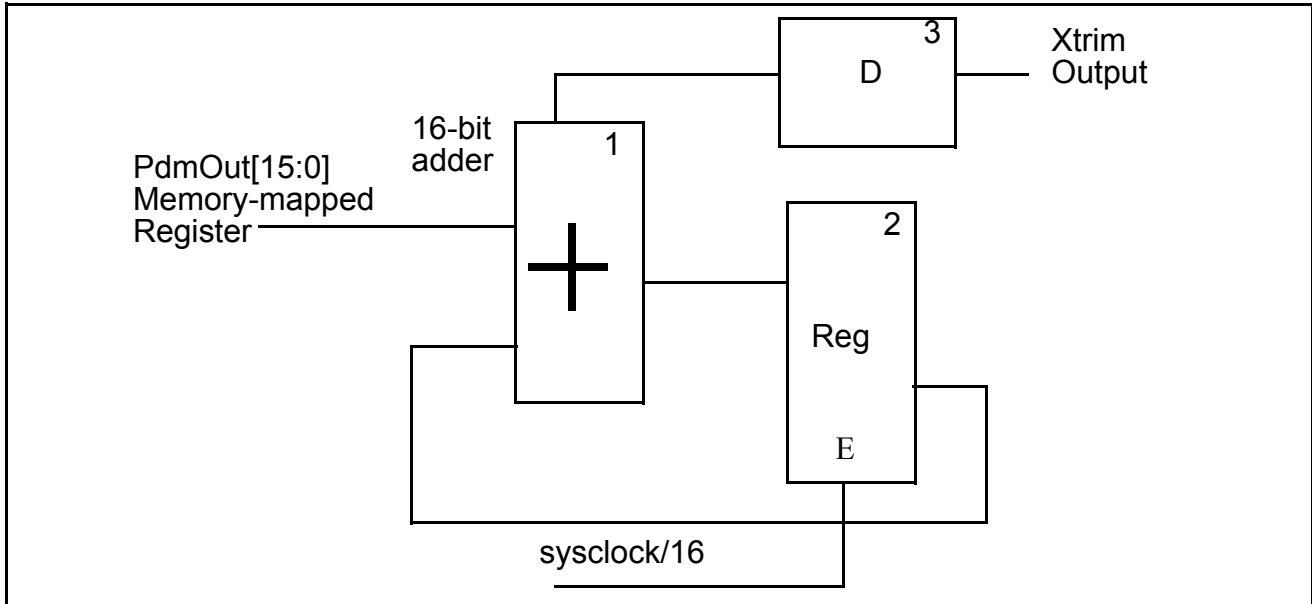 3
Xtrim
Output
D
16-bit
adder
1
PdmOut[15:0]
Memory-mapped
Register
2
Reg
E
sysclock/16